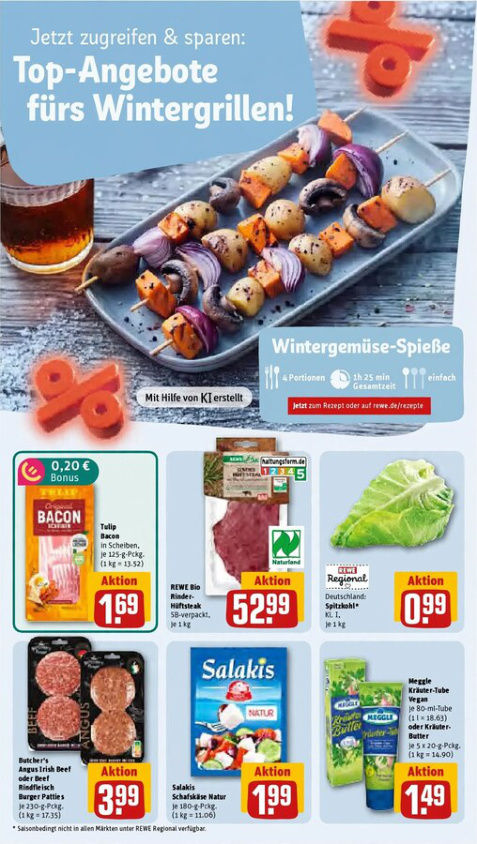 Jetzt zugreifen & sparen:
Top-Angebote
fürs Wintergrillen!
Wintergemüse-Spieße
4 Portionen
1h 25 min
Gesamtzeit
einfach
Jetzt zum Rezept oder auf rewe.de/rezepte
Mit Hilfe von KI erstellt
0,20 €
Bonus
TULIP
Original
BACON
Tulip
Bacon
in Scheiben,
je 125-g-Pckg.
(1 kg = 13.52)
Aktion
1.69
haltungsform.de
1 2 3 4 5
Naturland
REWE Bio
Rinder-
Hüftsteak
SB-verpackt,
je 1 kg
Aktion
52.99
REWE
Regional
Deutschland:
Spitzkohl*
Kl. I,
je 1 kg
Aktion
0.99
BEEF
ANGUS
Butcher's
Angus Irish Beef
oder Beef
Rindfleisch
Burger Patties
je 230-g-Pckg.
(1 kg = 17.35)
Aktion
3.99
Salakis
NATUR
Salakis
Schafskäse Natur
je 180-g-Pckg.
(1 kg = 11.06)
Aktion
1.99
MEGGLE
Kräuter
Butter
MEGGLE
Kräuter-Tube
Meggle
Kräuter-Tube
Vegan
je 80-ml-Tube
(1 l = 18.63)
oder Kräuter-
Butter
je 5 x 20-g-Pckg.
(1 kg = 14.90)
Aktion
1.49
* Saisonbedingt nicht in allen Märkten unter REWE Regional verfügbar.